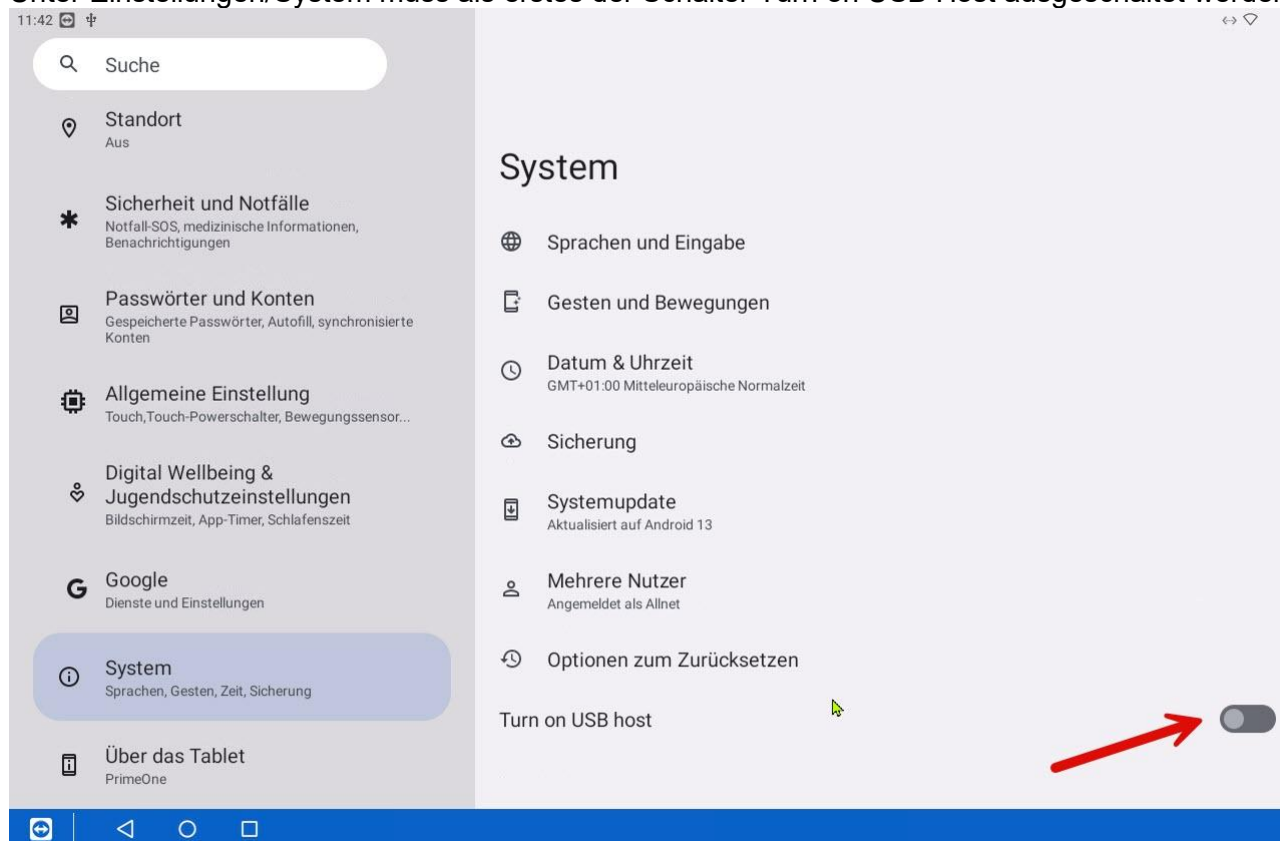 Unter Einstellungen/System muss als erstes der Schalter Turn on USB Host ausgeschaltet werden
11:42
Suche
Standort
Aus
Sicherheit und Notfälle
Notfall-SOS, medizinische Informationen,
Benachrichtigungen
Passwörter und Konten
Gespeicherte Passwörter, Autofill, synchronisierte
Konten
Allgemeine Einstellung
Touch,Touch-Powerschalter, Bewegungssensor...
Digital Wellbeing &
Jugendschutzeinstellungen
Bildschirmzeit, App-Timer, Schlafenszeit
Google
Dienste und Einstellungen
System
Sprachen, Gesten, Zeit, Sicherung
Über das Tablet
PrimeOne
System
Sprachen und Eingabe
Gesten und Bewegungen
Datum & Uhrzeit
GMT+01:00 Mitteleuropäische Normalzeit
Sicherung
Systemupdate
Aktualisiert auf Android 13
Mehrere Nutzer
Angemeldet als Allnet
Optionen zum Zurücksetzen
Turn on USB host